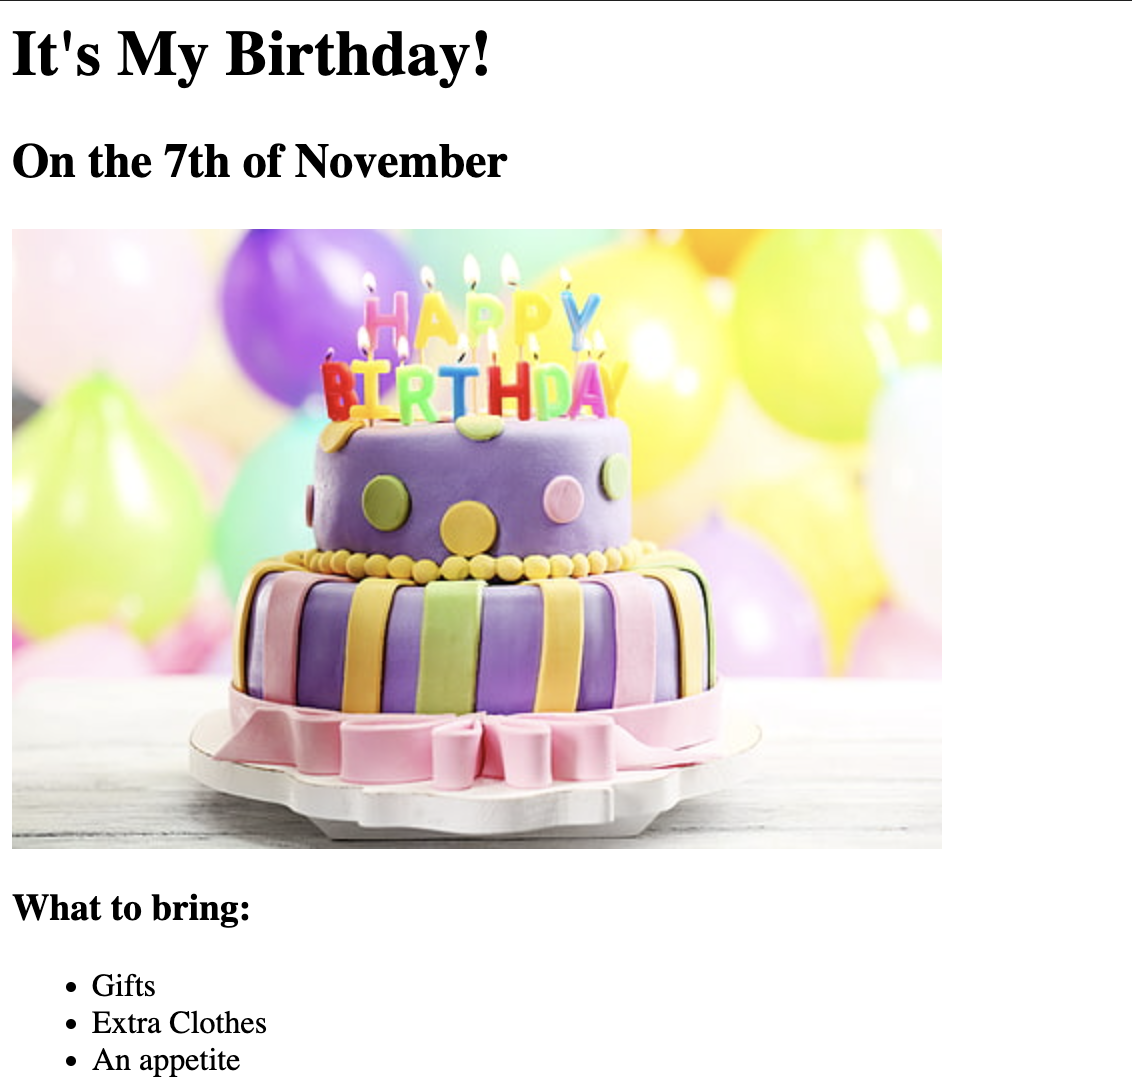 It's My Birthday!
On the 7th of November
HAPPY
BIRTHDAY
What to bring:
Gifts
Extra Clothes
An appetite